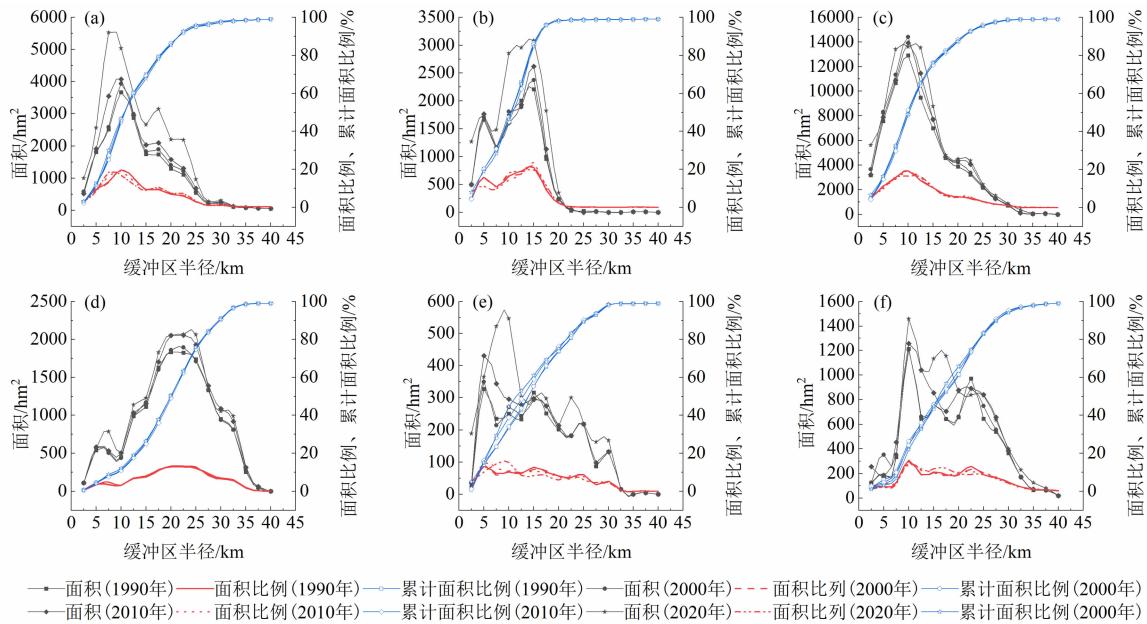 (a)
面积/hm²
6000
5000
4000
3000
2000
1000
0
100
80
60
40
20
0
面积比例、累计面积比例/%
0 5 10 15 20 25 30 35 40 45
缓冲区半径/km
(b)
面积/hm²
3500
3000
2500
2000
1500
1000
500
0
100
80
60
40
20
0
面积比例、累计面积比例/%
0 5 10 15 20 25 30 35 40 45
缓冲区半径/km
(c)
面积/hm²
16000
14000
12000
10000
8000
6000
4000
2000
0
100
80
60
40
20
0
面积比例、累计面积比例/%
0 5 10 15 20 25 30 35 40 45
缓冲区半径/km
(d)
面积/hm²
2500
2000
1500
1000
500
0
100
80
60
40
20
0
面积比例、累计面积比例/%
0 5 10 15 20 25 30 35 40 45
缓冲区半径/km
(e)
面积/hm²
600
500
400
300
200
100
0
100
80
60
40
20
0
面积比例、累计面积比例/%
0 5 10 15 20 25 30 35 40 45
缓冲区半径/km
(f)
面积/hm²
1600
1400
1200
1000
800
600
400
200
0
100
80
60
40
20
0
面积比例、累计面积比例/%
0 5 10 15 20 25 30 35 40 45
缓冲区半径/km
面积(1990年) 面积比例(1990年) 累计面积比例(1990年) 面积(2000年) 面积比列(2000年) 累计面积比例(2000年)
面积(2010年) 面积比例(2010年) 累计面积比例(2010年) 面积(2020年) 面积比列(2020年) 累计面积比例(2000年)